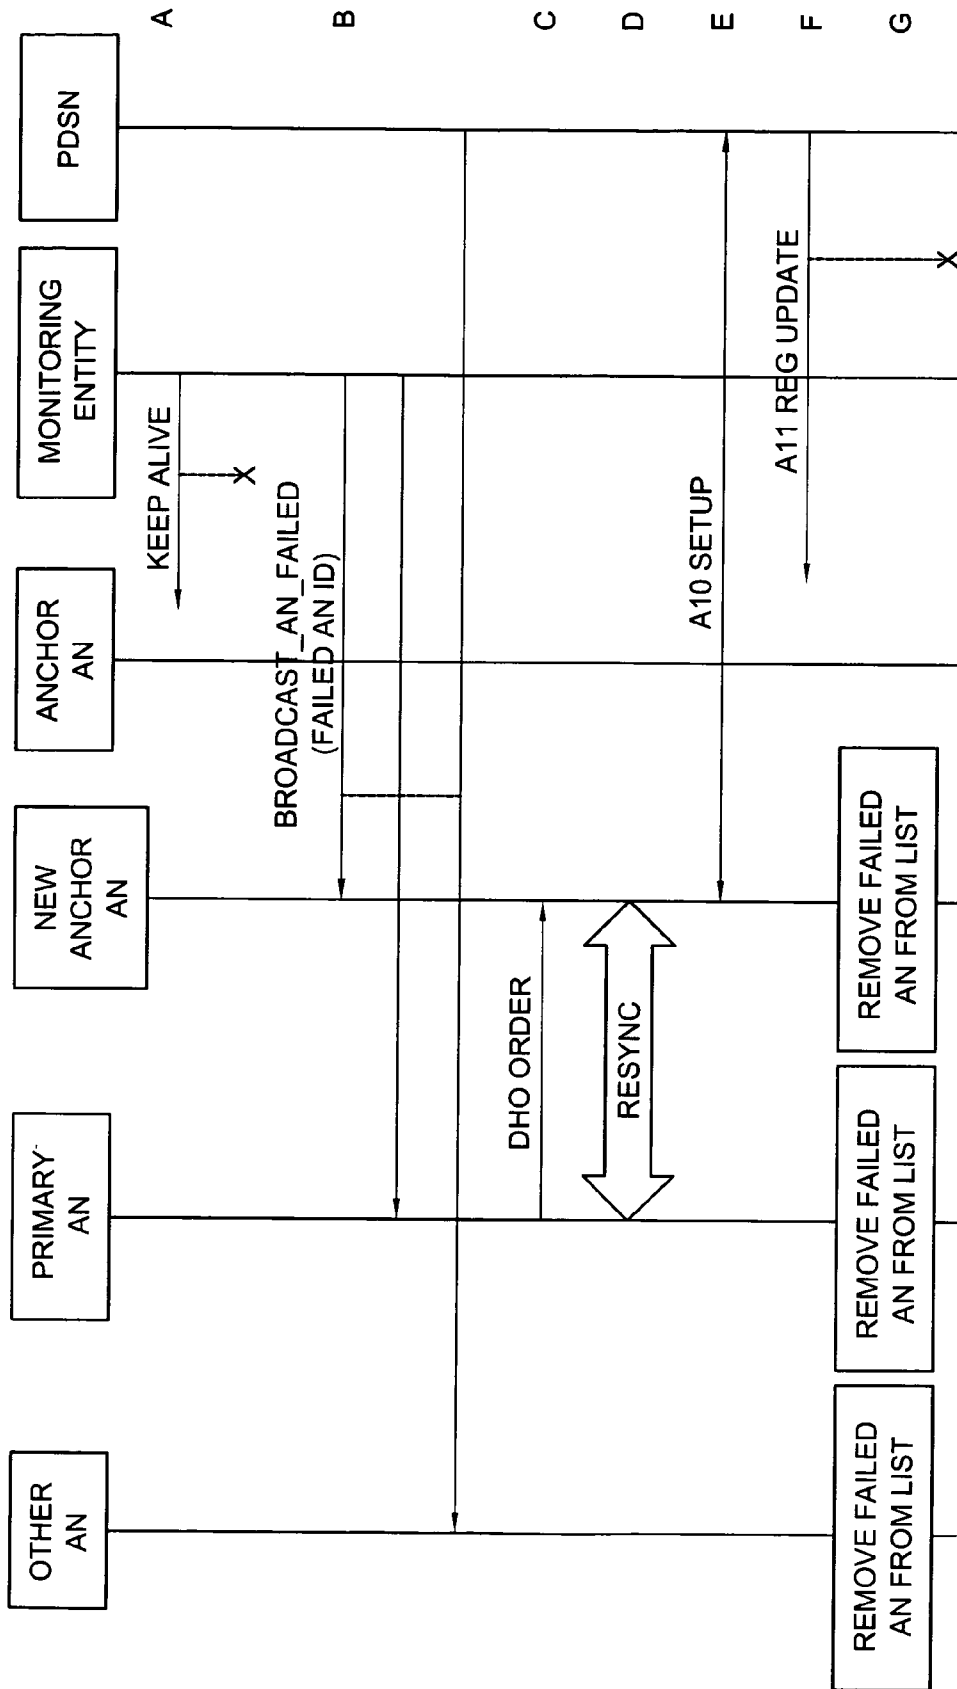 OTHER
AN
PRIMARY
AN
NEW
ANCHOR
AN
ANCHOR
AN
MONITORING
ENTITY
PDSN
KEEP ALIVE
A
BROADCAST_AN_FAILED
(FAILED AN ID)
B
DHO ORDER
C
RESYNC
D
A10 SETUP
E
A11 REG UPDATE
F
REMOVE FAILED
AN FROM LIST
REMOVE FAILED
AN FROM LIST
REMOVE FAILED
AN FROM LIST
G